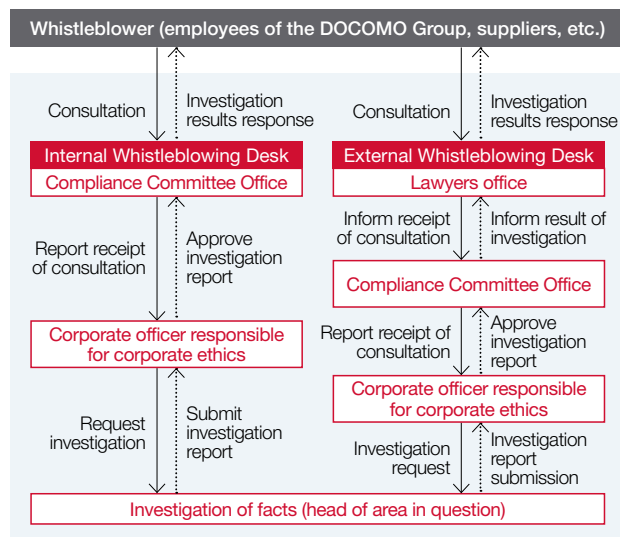 Whistleblower (employees of the DOCOMO Group, suppliers, etc.)
Consultation
Investigation
results response
Internal Whistleblowing Desk
Compliance Committee Office
Report receipt
of consultation
Approve
investigation
report
Corporate officer responsible
for corporate ethics
Request
investigation
Submit
investigation
report
Consultation
Investigation
results response
External Whistleblowing Desk
Lawyers office
Inform receipt
of consultation
Inform result of
investigation
Compliance Committee Office
Report receipt of
consultation
Approve
investigation
report
Corporate officer responsible
for corporate ethics
Investigation
request
Investigation
report
submission
Investigation of facts (head of area in question)